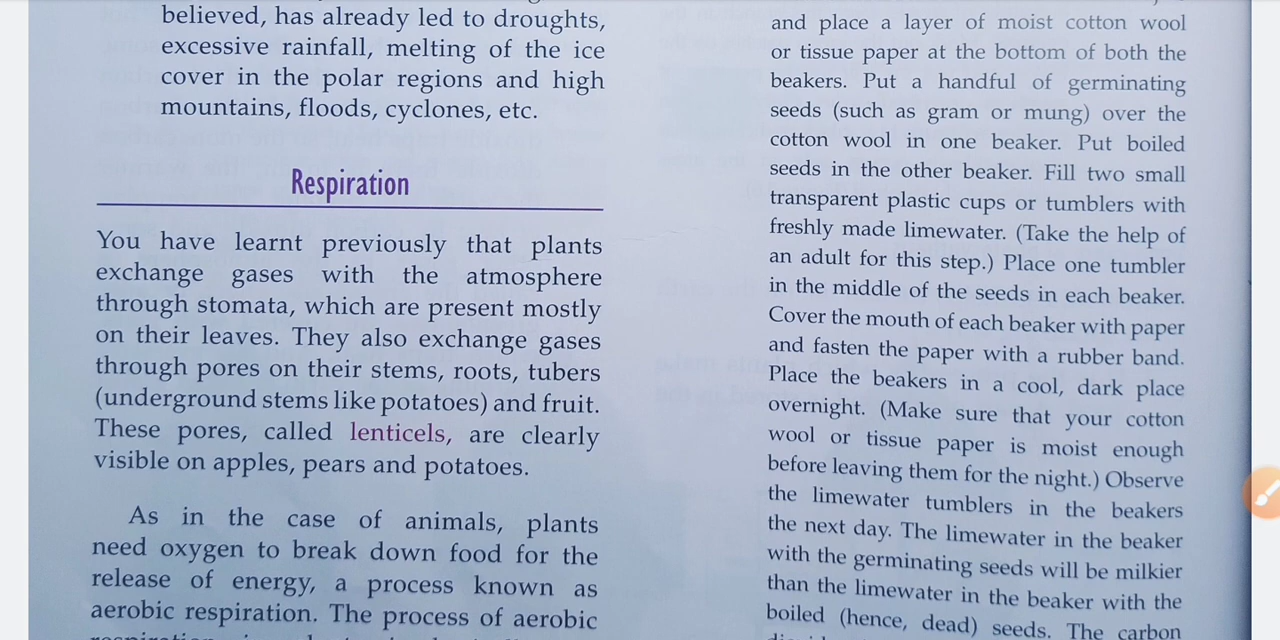 believed, has already led to droughts,
excessive rainfall, melting of the ice
cover in the polar regions and high
mountains, floods, cyclones, etc.
Respiration
You have learnt previously that plants
exchange gases with the atmosphere
through stomata, which are present mostly
on their leaves. They also exchange gases
through pores on their stems, roots, tubers
(underground stems like potatoes) and fruit.
These pores, called lenticels, are clearly
visible on apples, pears and potatoes.
As in the case of animals, plants
need oxygen to break down food for the
release of energy, a process known as
aerobic respiration. The process of aerobic
and place a layer of moist cotton wool
or tissue paper at the bottom of both the
beakers. Put a handful of germinating
seeds (such as gram or mung) over the
cotton wool in one beaker. Put boiled
seeds in the other beaker. Fill two small
transparent plastic cups or tumblers with
freshly made limewater. (Take the help of
an adult for this step.) Place one tumbler
in the middle of the seeds in each beaker.
Cover the mouth of each beaker with paper
and fasten the paper with a rubber band.
Place the beakers in a cool, dark place
overnight. (Make sure that your cotton
wool or tissue paper is moist enough
before leaving them for the night.) Observe
the limewater tumblers in the beakers
the next day. The limewater in the beaker
with the germinating seeds will be milkier
than the limewater in the beaker with the
boiled (hence, dead) seeds. The carbon